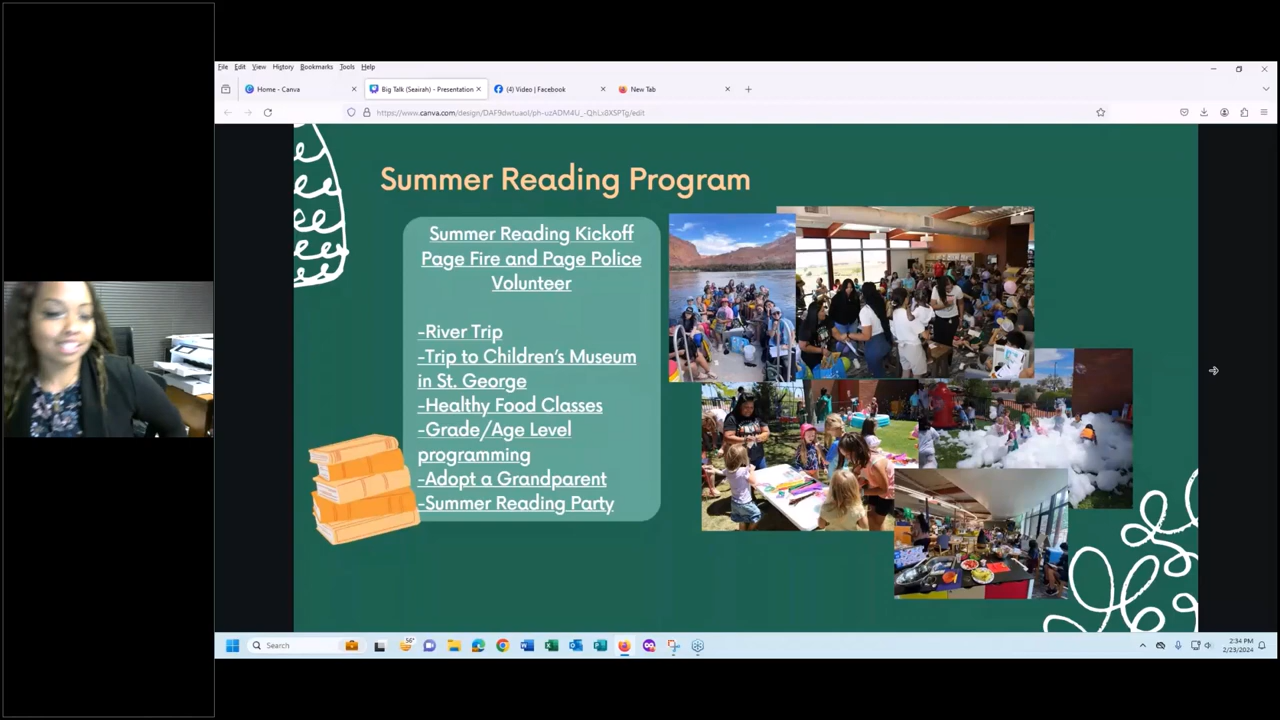 File Edit View History Bookmarks Tools Help
Home - Canva
Big Talk (Seairah) - Presentation
(4) Video | Facebook
New Tab
Summer Reading Program
Summer Reading Kickoff
Page Fire and Page Police
Volunteer
-River Trip
-Trip to Children's Museum
in St. George
-Healthy Food Classes
-Grade/Age Level
programming
-Adopt a Grandparent
-Summer Reading Party
Search
56°
2:34 PM
2/23/2024